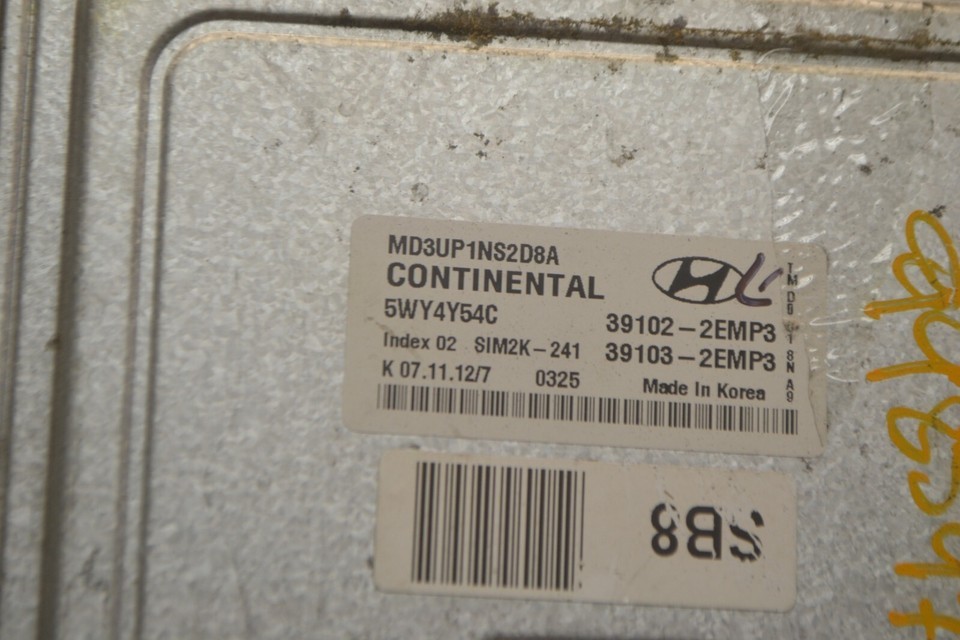 MD3UP1NS2D8A
CONTINENTAL
5WY4Y54C
39102-2EMP3
Index 02 SIM2K-241
39103-2EMP3
K 07.11.12/7 0325 Made In Korea
SB8